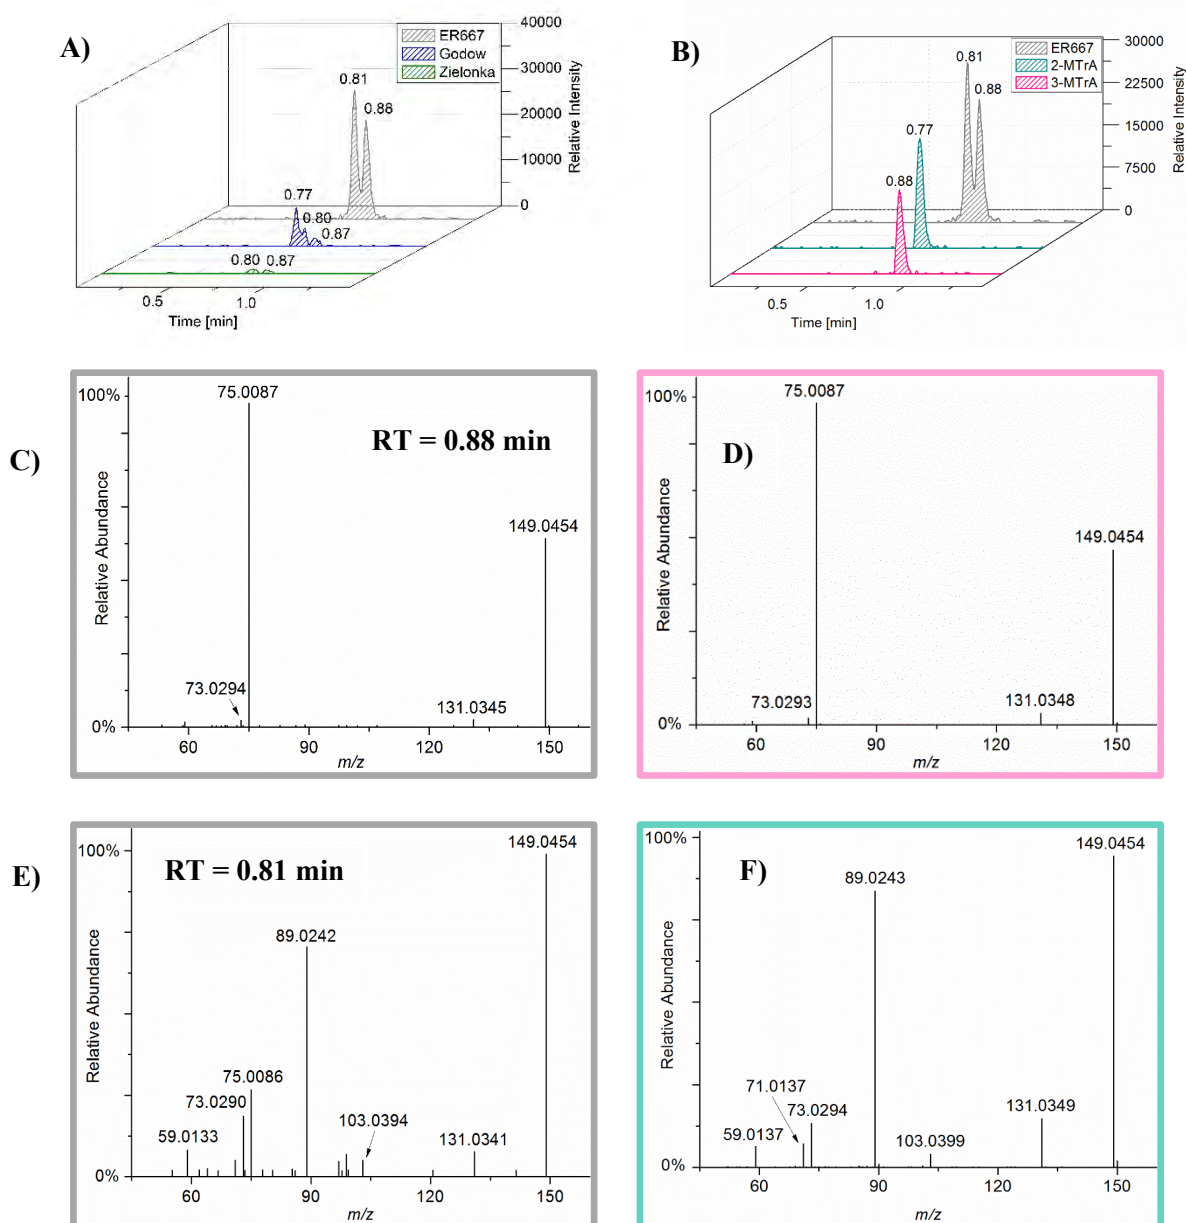 A)
ER667
Godow
Zielonka
0.81
0.88
0.77
0.80
0.87
0.80
0.87
40000
30000
20000
10000
0
Relative Intensity
0.5
1.0
Time [min]
B)
ER667
2-MTrA
3-MTrA
0.81
0.88
0.77
0.88
30000
22500
15000
7500
0
Relative Intensity
0.5
1.0
Time [min]
C)
100%
0%
Relative Abundance
75.0087
RT = 0.88 min
149.0454
73.0294
131.0345
60
90
120
150
m/z
D)
100%
0%
Relative Abundance
75.0087
149.0454
73.0293
131.0348
60
90
120
150
m/z
E)
100%
0%
Relative Abundance
RT = 0.81 min
149.0454
89.0242
75.0086
73.0290
59.0133
103.0394
131.0341
60
90
120
150
m/z
F)
100%
0%
Relative Abundance
149.0454
89.0243
71.0137
73.0294
59.0137
103.0399
131.0349
60
90
120
150
m/z